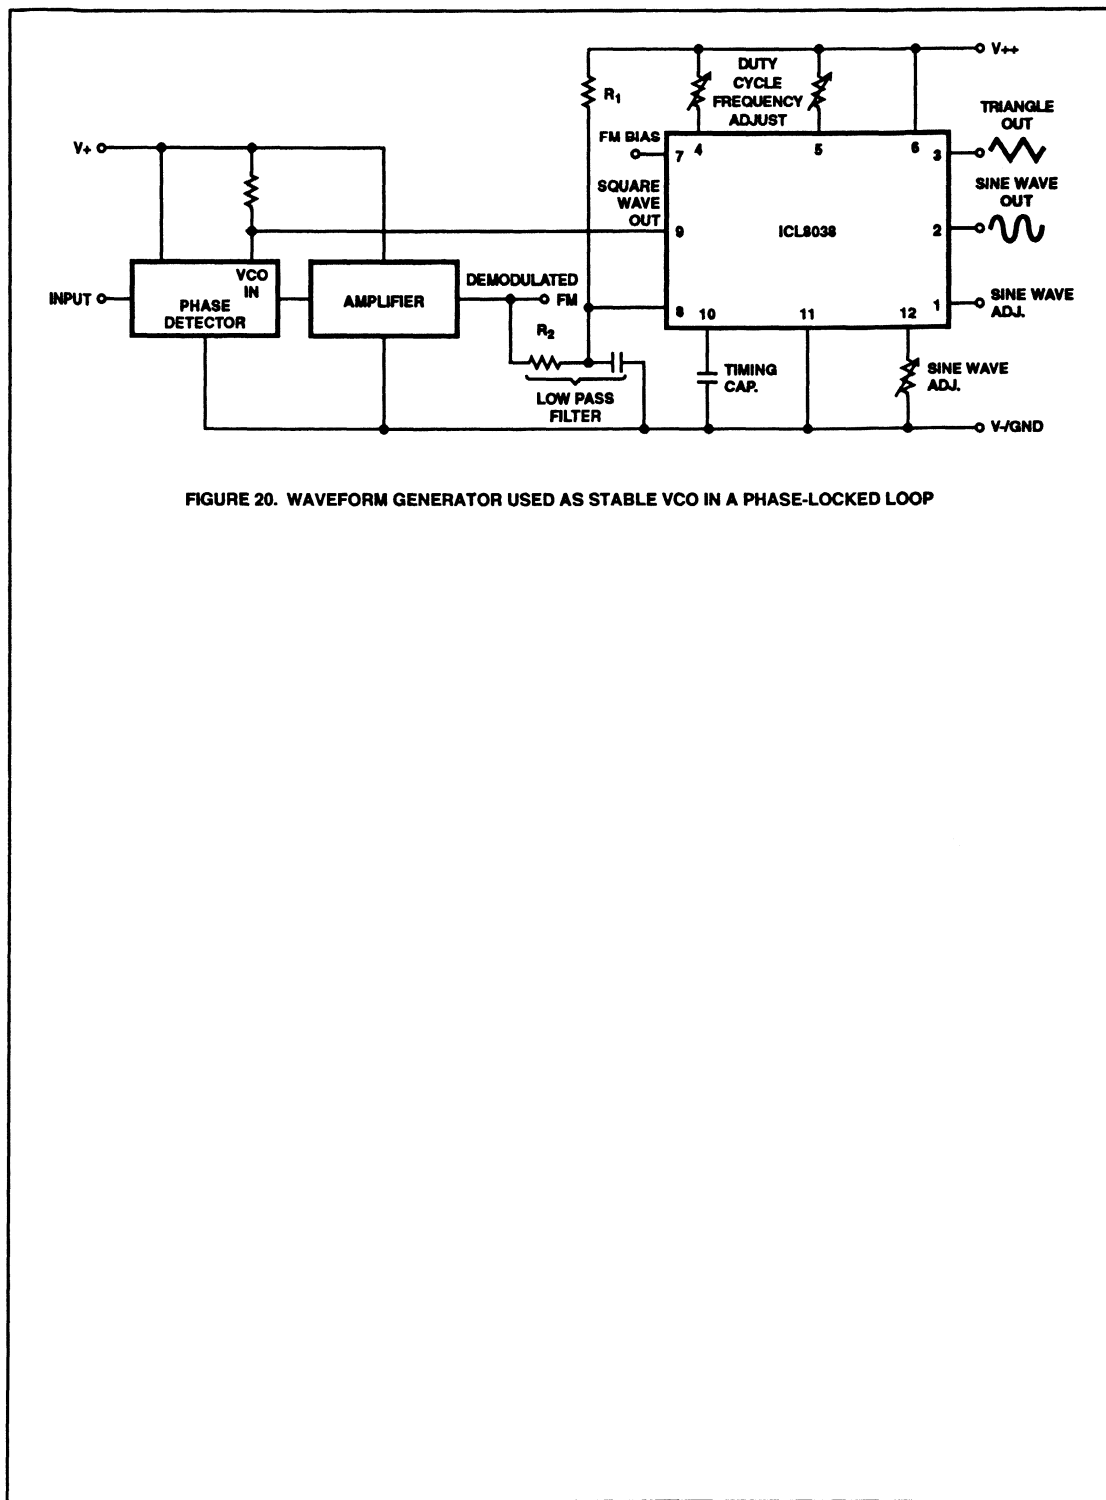 V++
DUTY
CYCLE
FREQUENCY
ADJUST
R1
TRIANGLE
OUT
V+
FM BIAS
7
4
5
6
3
SQUARE
WAVE
OUT
SINE WAVE
OUT
9
ICL8038
2
VCO
IN
INPUT
PHASE
DETECTOR
AMPLIFIER
DEMODULATED
FM
8
10
11
12
1
SINE WAVE
ADJ.
R2
LOW PASS
FILTER
TIMING
CAP.
SINE WAVE
ADJ.
V-/GND
FIGURE 20. WAVEFORM GENERATOR USED AS STABLE VCO IN A PHASE-LOCKED LOOP